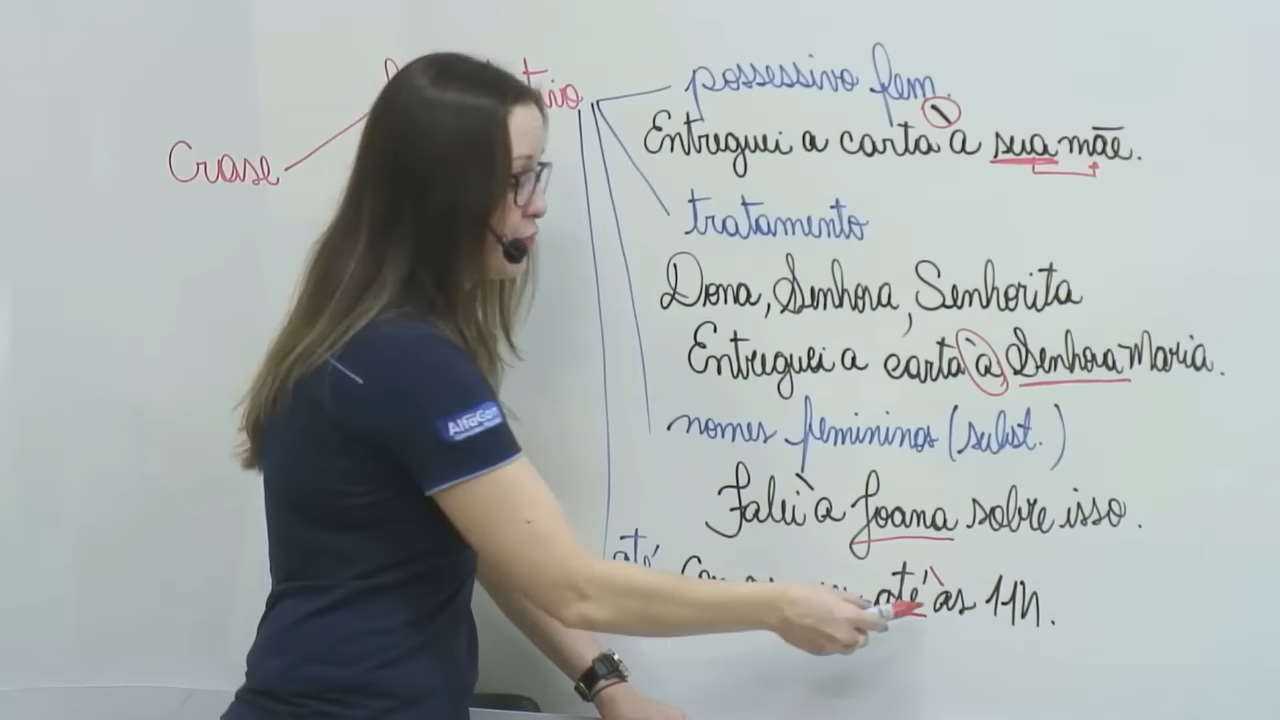 possessivo fem.
Crase
Entreguei a carta à sua mãe.
tratamento
Dona, Senhora, Senhorita
Entreguei a carta à Senhora Maria.
nomes femininos (subst.)
Falei à Joana sobre isso.
até
até às 11h.
AlfaCon